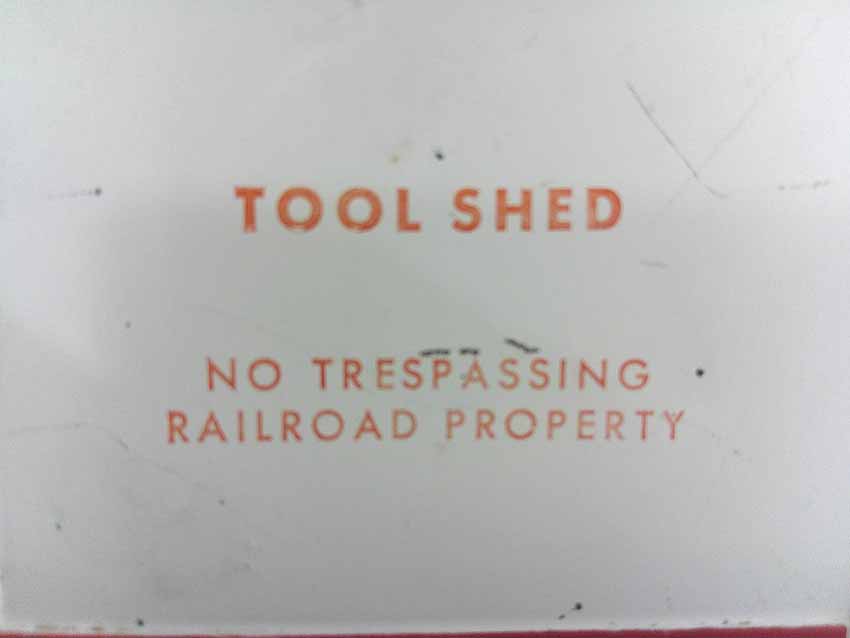 TOOL SHED
NO TRESPASSING
RAILROAD PROPERTY